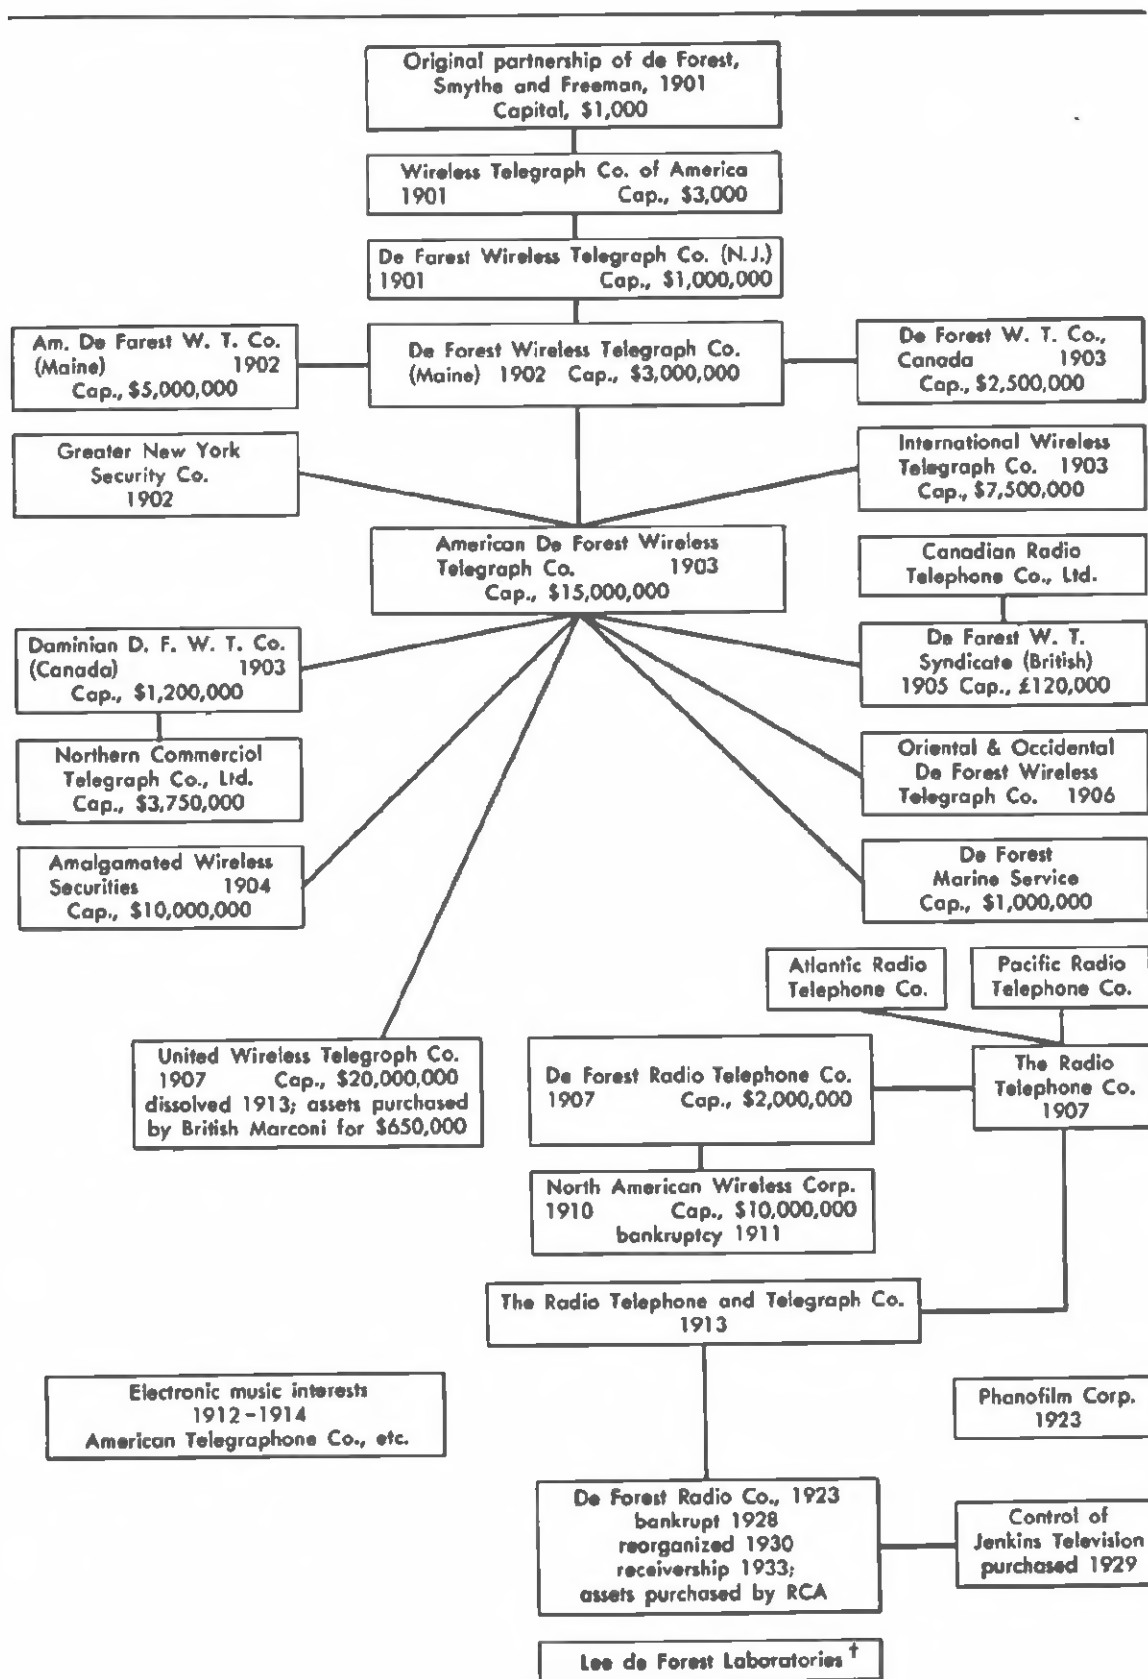 Original partnership of de Forest,
Smythe and Freeman, 1901
Capital, $1,000
Wireless Telegraph Co. of America
1901 Cap., $3,000
De Farest Wireless Telegraph Co. (N.J.)
1901 Cap., $1,000,000
Am. De Farest W. T. Co.
(Maine) 1902
Cap., $5,000,000
De Forest Wireless Telegraph Co.
(Maine) 1902 Cap., $3,000,000
De Forest W. T. Co.,
Canada 1903
Cap., $2,500,000
Greater New York
Security Co.
1902
International Wireless
Telegraph Co. 1903
Cap., $7,500,000
American De Forest Wireless
Telegraph Co. 1903
Cap., $15,000,000
Canadian Radio
Telephone Co., Ltd.
Daminian D. F. W. T. Co.
(Canada) 1903
Cap., $1,200,000
De Farest W. T.
Syndicate (British)
1905 Cap., £120,000
Northern Commerciol
Telegraph Co., Ltd.
Cap., $3,750,000
Oriental & Occidental
De Forest Wireless
Telegraph Co. 1906
Amalgamated Wireless
Securities 1904
Cap., $10,000,000
De Forest
Marine Service
Cap., $1,000,000
Atlantic Radio
Telephone Co.
Pacific Radio
Telephone Co.
United Wireless Telegroph Co.
1907 Cap., $20,000,000
dissolved 1913; assets purchased
by British Marconi for $650,000
De Forest Radio Telephone Co.
1907 Cap., $2,000,000
The Radio
Telephone Co.
1907
North American Wireless Corp.
1910 Cap., $10,000,000
bankruptcy 1911
The Radio Telephone and Telegraph Co.
1913
Electronic music interests
1912-1914
American Telegraphone Co., etc.
Phanofilm Corp.
1923
De Forest Radio Co., 1923
bankrupt 1928
reorganized 1930
receivership 1933;
assets purchased by RCA
Control of
Jenkins Television
purchased 1929
Lee de Forest Laboratories †